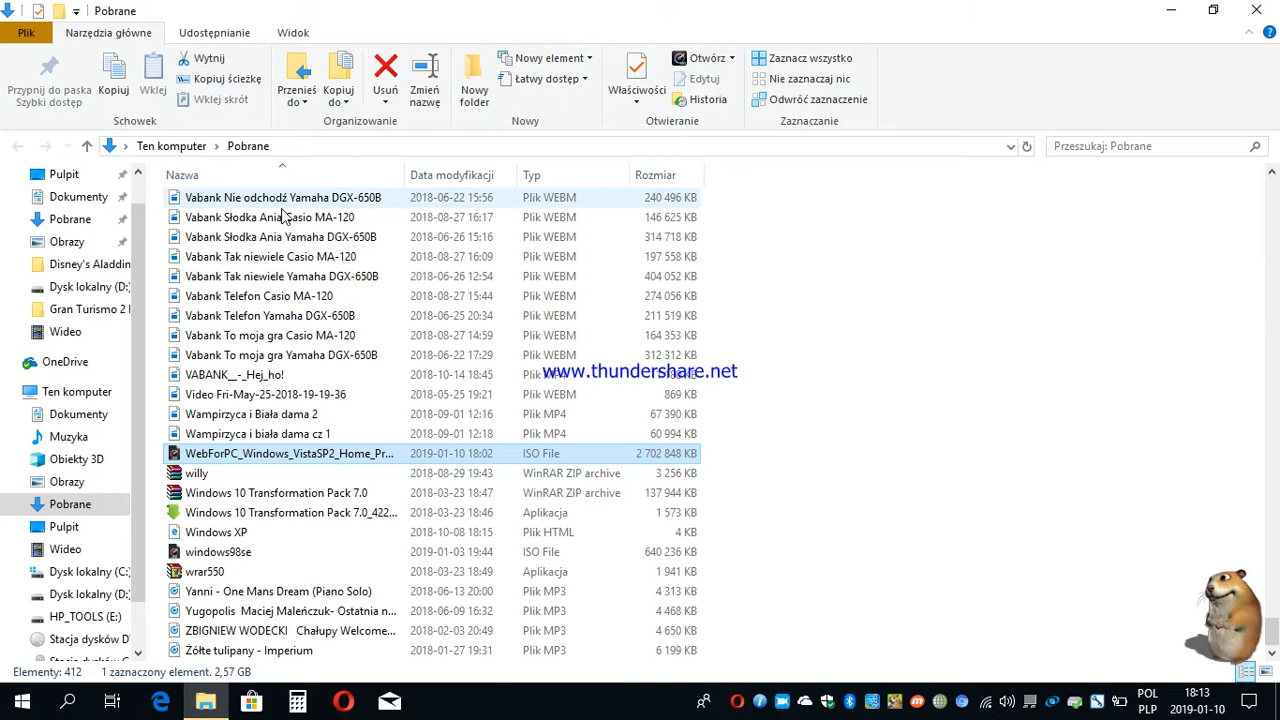 Pobrane
Plik Narzędzia główne Udostępnianie Widok
Przypnij do paska Szybki dostęp
Kopiuj
Wklej
Wytnij
Kopiuj ścieżkę
Wklej skrót
Schowek
Przenieś do
Kopiuj do
Usuń
Zmień nazwę
Organizowanie
Nowy folder
Nowy element
Łatwy dostęp
Nowy
Właściwości
Otwórz
Edytuj
Historia
Otwieranie
Zaznacz wszystko
Nie zaznaczaj nic
Odwróć zaznaczenie
Zaznaczanie
Ten komputer Pobrane
Przeszukaj: Pobrane
Pulpit
Dokumenty
Pobrane
Obrazy
Disney's Aladdin
Dysk lokalny (D:)
Gran Turismo 2
Wideo
OneDrive
Ten komputer
Dokumenty
Muzyka
Obiekty 3D
Obrazy
Pobrane
Pulpit
Wideo
Dysk lokalny (C:)
Dysk lokalny (D:)
HP_TOOLS (E:)
Stacja dysków
Nazwa Data modyfikacji Typ Rozmiar
Vabank Nie odchodź Yamaha DGX-650B 2018-06-22 15:56 Plik WEBM 240 496 KB
Vabank Słodka Ania Casio MA-120 2018-08-27 16:17 Plik WEBM 146 625 KB
Vabank Słodka Ania Yamaha DGX-650B 2018-06-26 15:16 Plik WEBM 314 718 KB
Vabank Tak niewiele Casio MA-120 2018-08-27 16:09 Plik WEBM 197 558 KB
Vabank Tak niewiele Yamaha DGX-650B 2018-06-26 12:54 Plik WEBM 404 052 KB
Vabank Telefon Casio MA-120 2018-08-27 15:44 Plik WEBM 274 056 KB
Vabank Telefon Yamaha DGX-650B 2018-06-25 20:34 Plik WEBM 211 519 KB
Vabank To moja gra Casio MA-120 2018-08-27 14:59 Plik WEBM 164 353 KB
Vabank To moja gra Yamaha DGX-650B 2018-06-22 17:29 Plik WEBM 312 312 KB
www.thundershare.net
VABANK__-_Hej_ho! 2018-10-14 18:45 Plik MP4 KB
Video Fri-May-25-2018-19-19-36 2018-05-25 19:21 Plik WEBM 869 KB
Wampirzyca i Biała dama 2 2018-09-01 12:16 Plik MP4 67 390 KB
Wampirzyca i biała dama cz 1 2018-09-01 12:18 Plik MP4 60 994 KB
WebForPC_Windows_VistaSP2_Home_Pr... 2019-01-10 18:02 ISO File 2 702 848 KB
willy 2018-08-29 19:43 WinRAR ZIP archive 3 256 KB
Windows 10 Transformation Pack 7.0 2018-03-23 18:47 WinRAR ZIP archive 137 944 KB
Windows 10 Transformation Pack 7.0_422... 2018-03-23 18:46 Aplikacja 1 573 KB
Windows XP 2018-10-08 18:15 Plik HTML 4 KB
windows98se 2019-01-03 19:44 ISO File 640 236 KB
wrar550 2018-03-23 18:49 Aplikacja 1 941 KB
Yanni - One Mans Dream (Piano Solo) 2018-06-13 20:00 Plik MP3 4 313 KB
Yugopolis Maciej Maleńczuk- Ostatnia n... 2018-06-09 16:32 Plik MP3 4 468 KB
ZBIGNIEW WODECKI Chałupy Welcome... 2018-02-03 20:49 Plik MP3 4 650 KB
Żółte tulipany - Imperium 2018-01-27 19:31 Plik MP3 6 199 KB
Elementy: 412 1 zaznaczony element. 2,57 GB
POL
PLP
18:13
2019-01-10